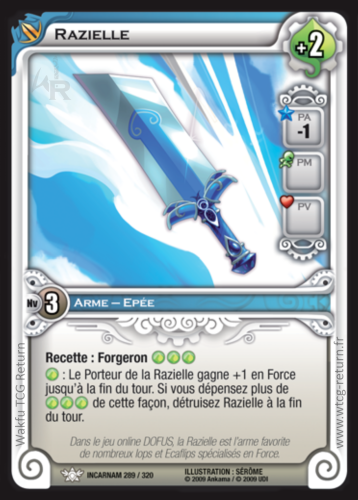 RAZIELLE
+2
PA
-1
PM
PV
Nv 3 ARME – EPÉE
Recette : Forgeron
: Le Porteur de la Razielle gagne +1 en Force
jusqu'à la fin du tour. Si vous dépensez plus de
de cette façon, détruisez Razielle à la fin
du tour.
Dans le jeu online DOFUS, la Razielle est l'arme favorite
de nombreux Iops et Ecaflips spécialisés en Force.
INCARNAM 289 / 320
ILLUSTRATION : SÉRÔME
© 2009 Ankama / © 2009 UDI
Wakfu TCG Return
www.wtcg-return.fr